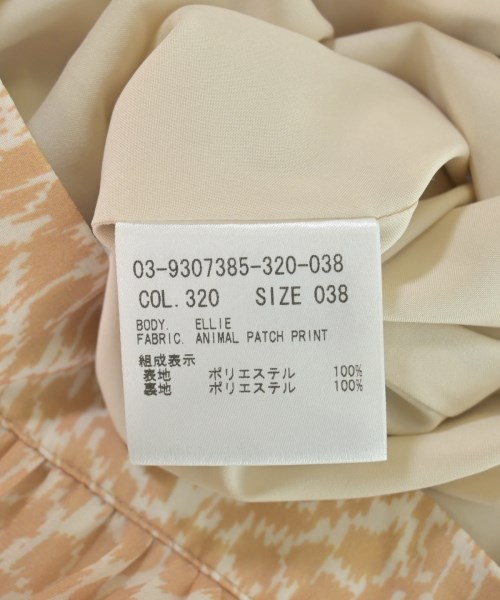 03-9307385-320-038
COL.320 SIZE 038
BODY. ELLIE
FABRIC. ANIMAL PATCH PRINT
組成表示
表地 ポリエステル 100%
裏地 ポリエステル 100%